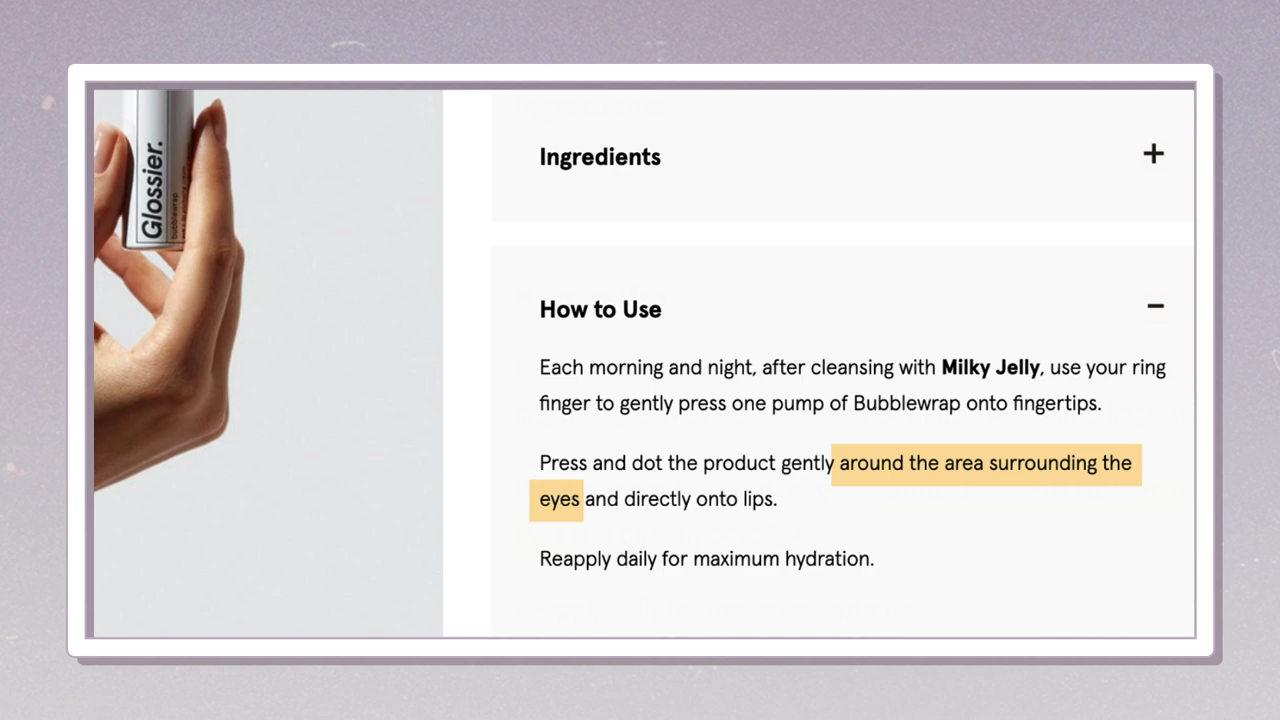 Glossier.
bubblewrap
Ingredients
+
How to Use
−
Each morning and night, after cleansing with Milky Jelly, use your ring
finger to gently press one pump of Bubblewrap onto fingertips.
Press and dot the product gently around the area surrounding the
eyes and directly onto lips.
Reapply daily for maximum hydration.